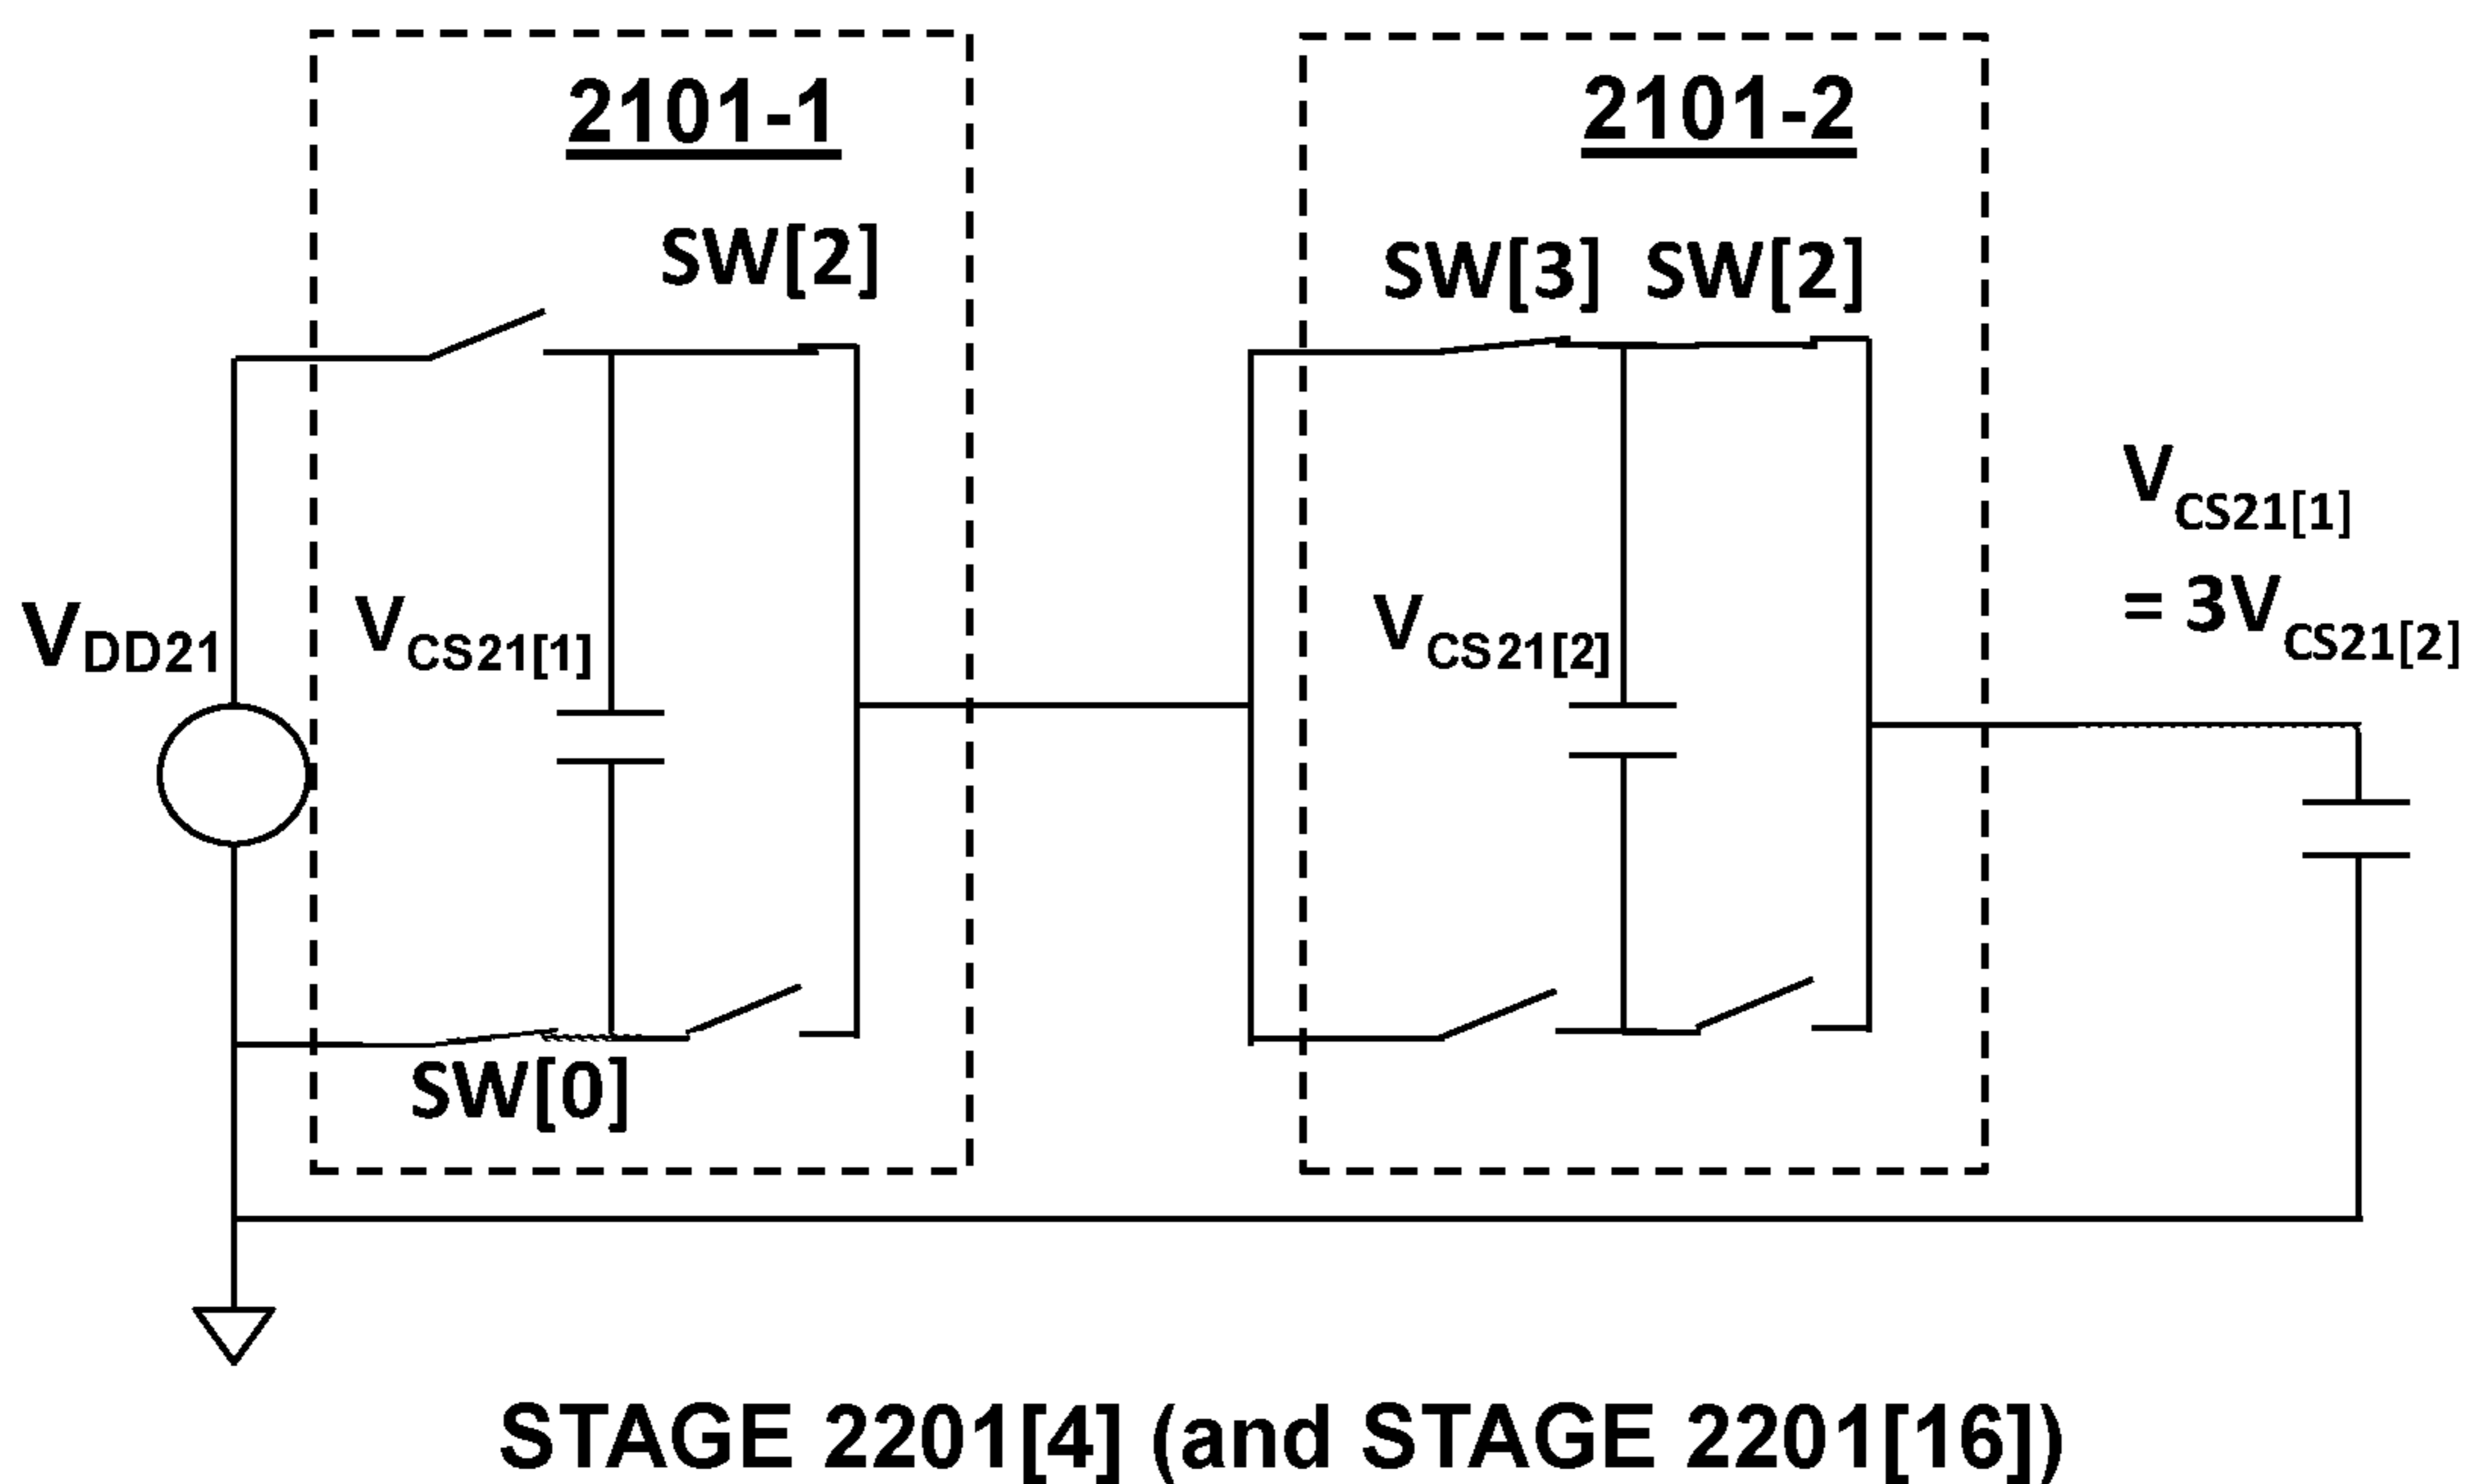 2101-1
2101-2
SW[2]
SW[3] SW[2]
VCS21[1]
= 3VCS21[2]
VDD21
VCS21[1]
VCS21[2]
SW[0]
STAGE 2201[4] (and STAGE 2201[16])